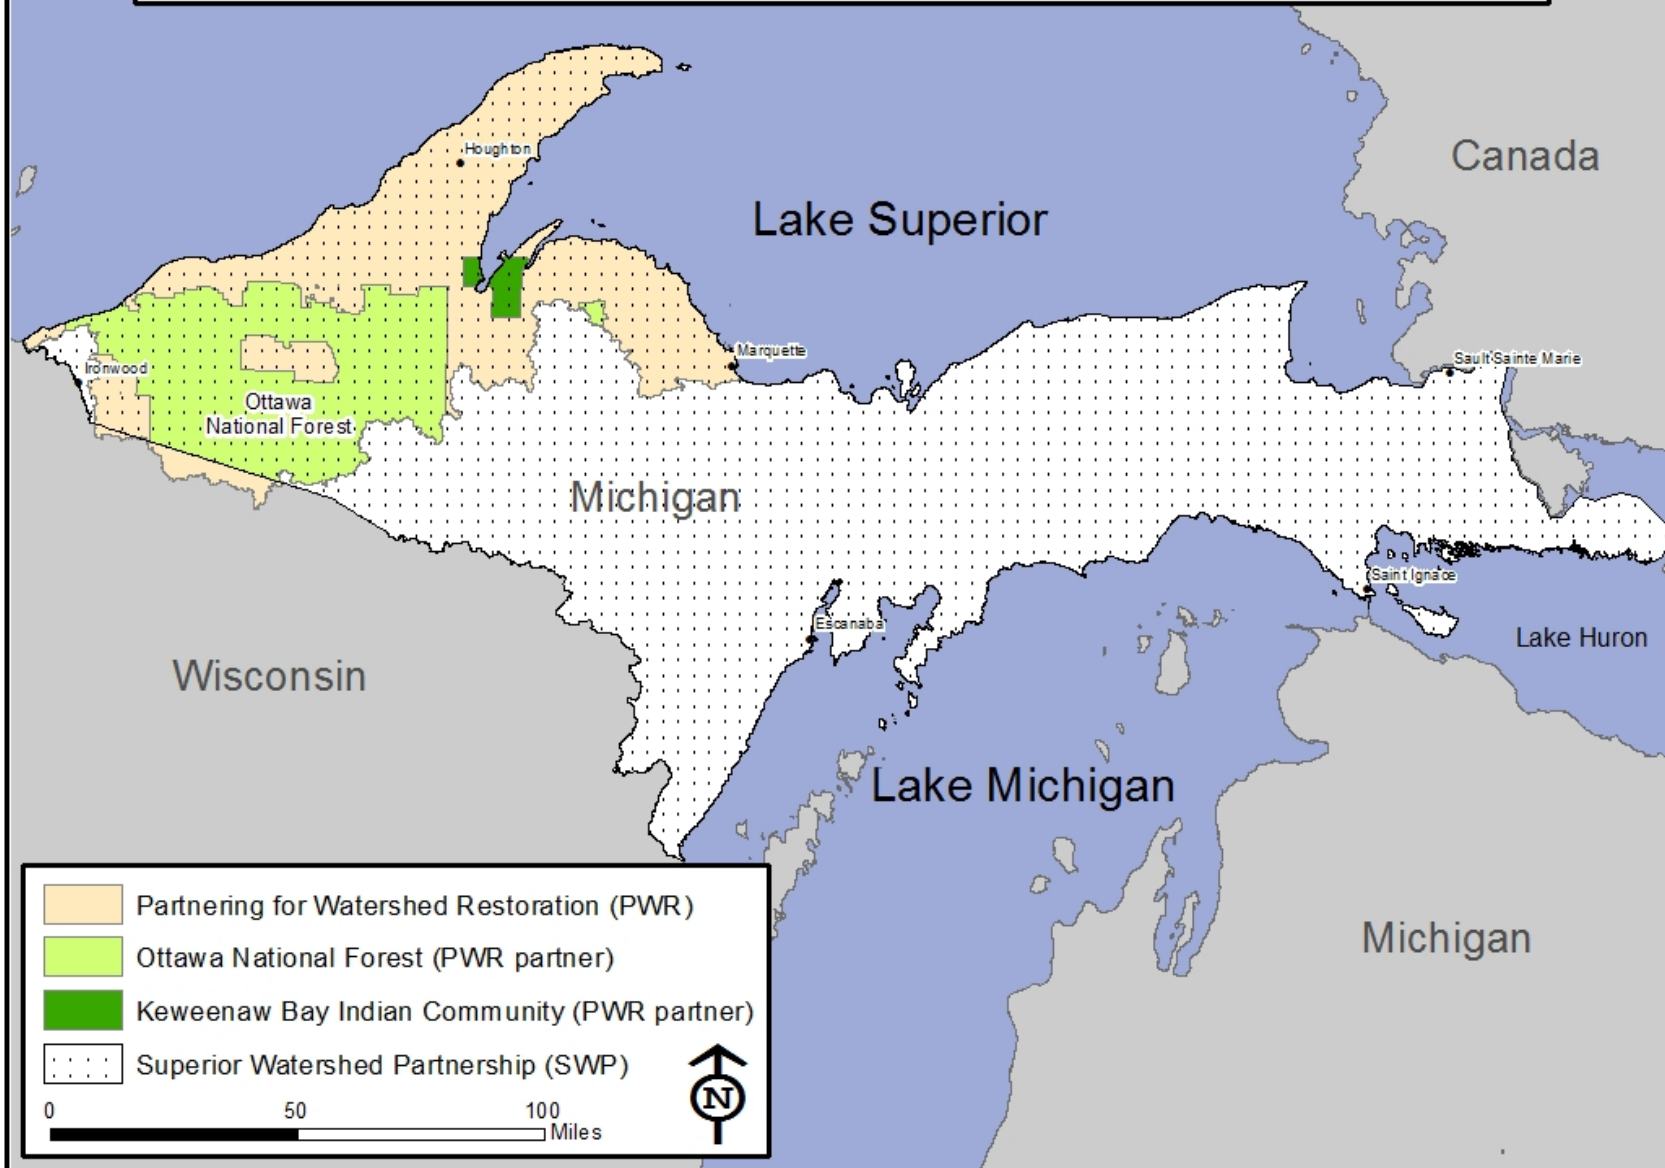 Canada
Houghton
Lake Superior
Marquette
Sault Sainte Marie
Ironwood
Ottawa
National Forest
Michigan
Saint Ignace
Escanaba
Lake Huron
Wisconsin
Lake Michigan
Michigan
Partnering for Watershed Restoration (PWR)
Ottawa National Forest (PWR partner)
Keweenaw Bay Indian Community (PWR partner)
Superior Watershed Partnership (SWP)
0 50 100
Miles
N